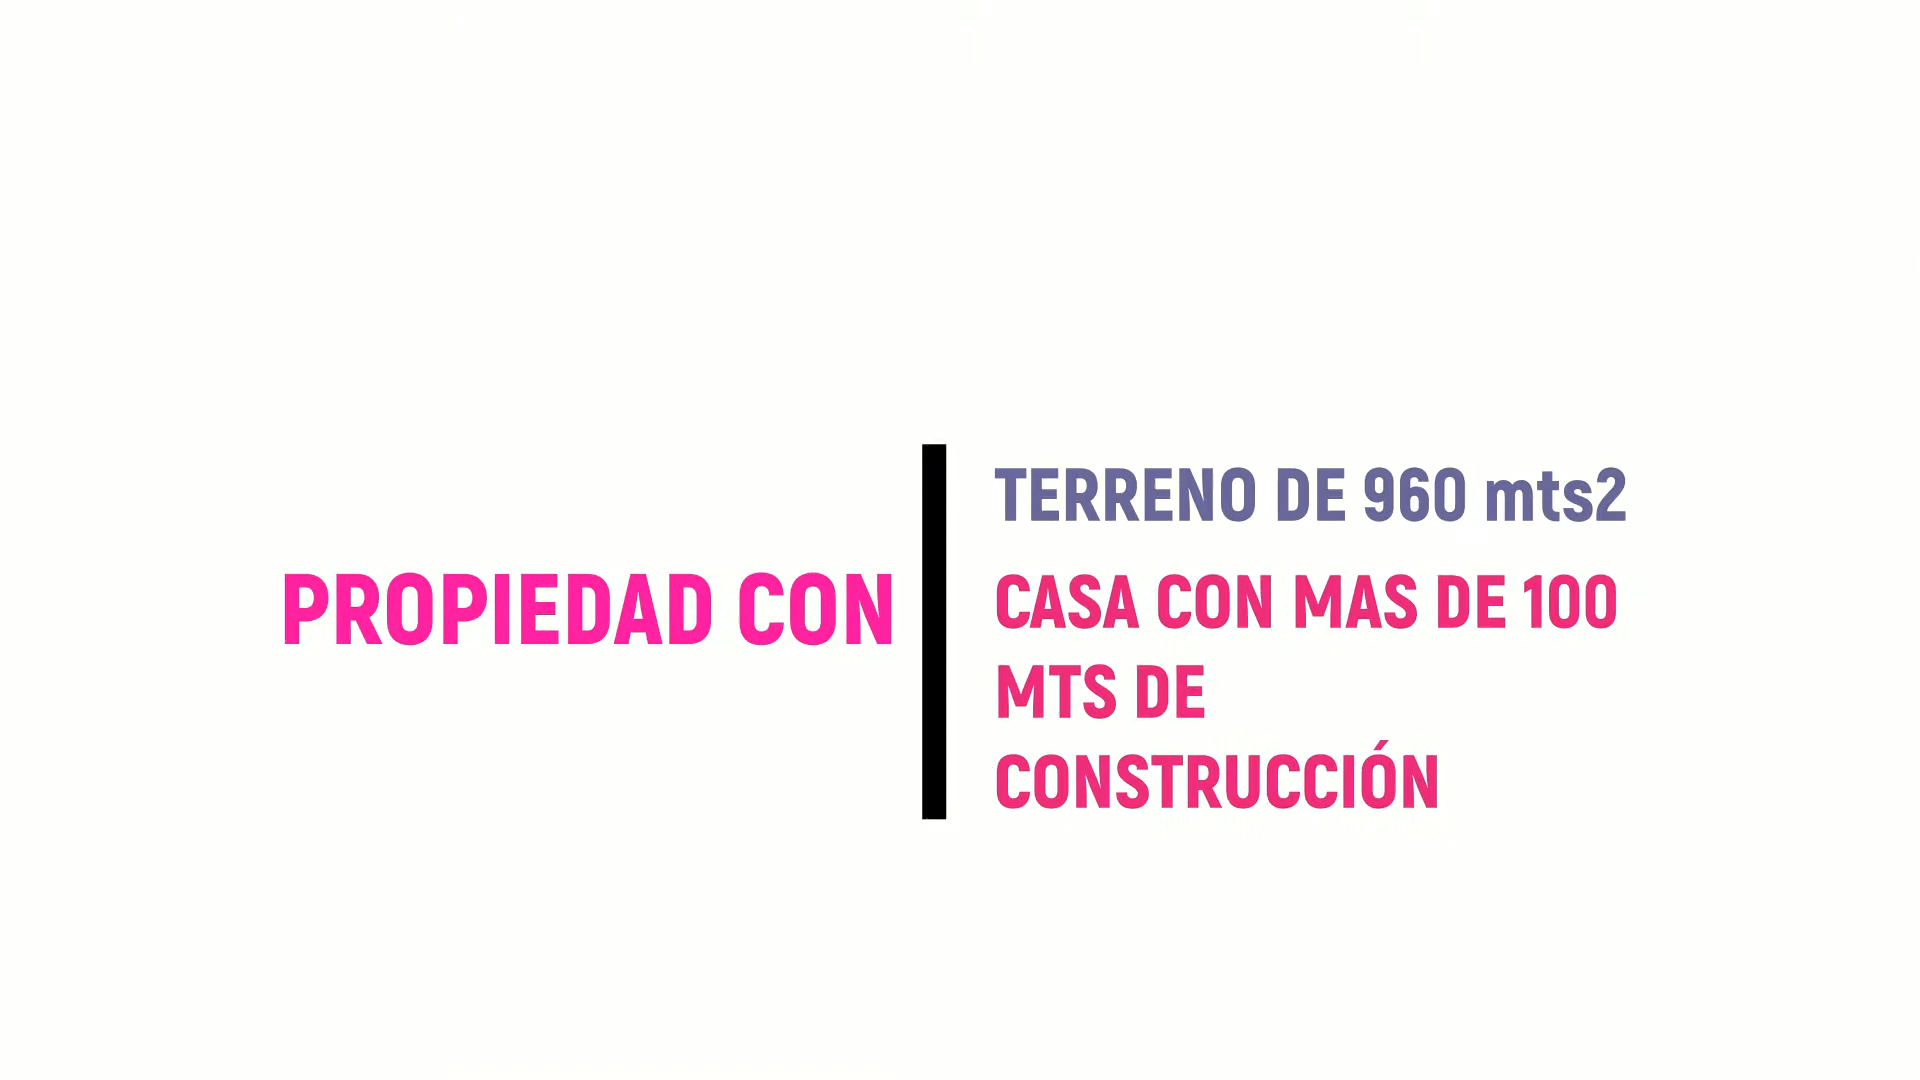 PROPIEDAD CON
TERRENO DE 960 mts2
CASA CON MAS DE 100
MTS DE
CONSTRUCCIÓN